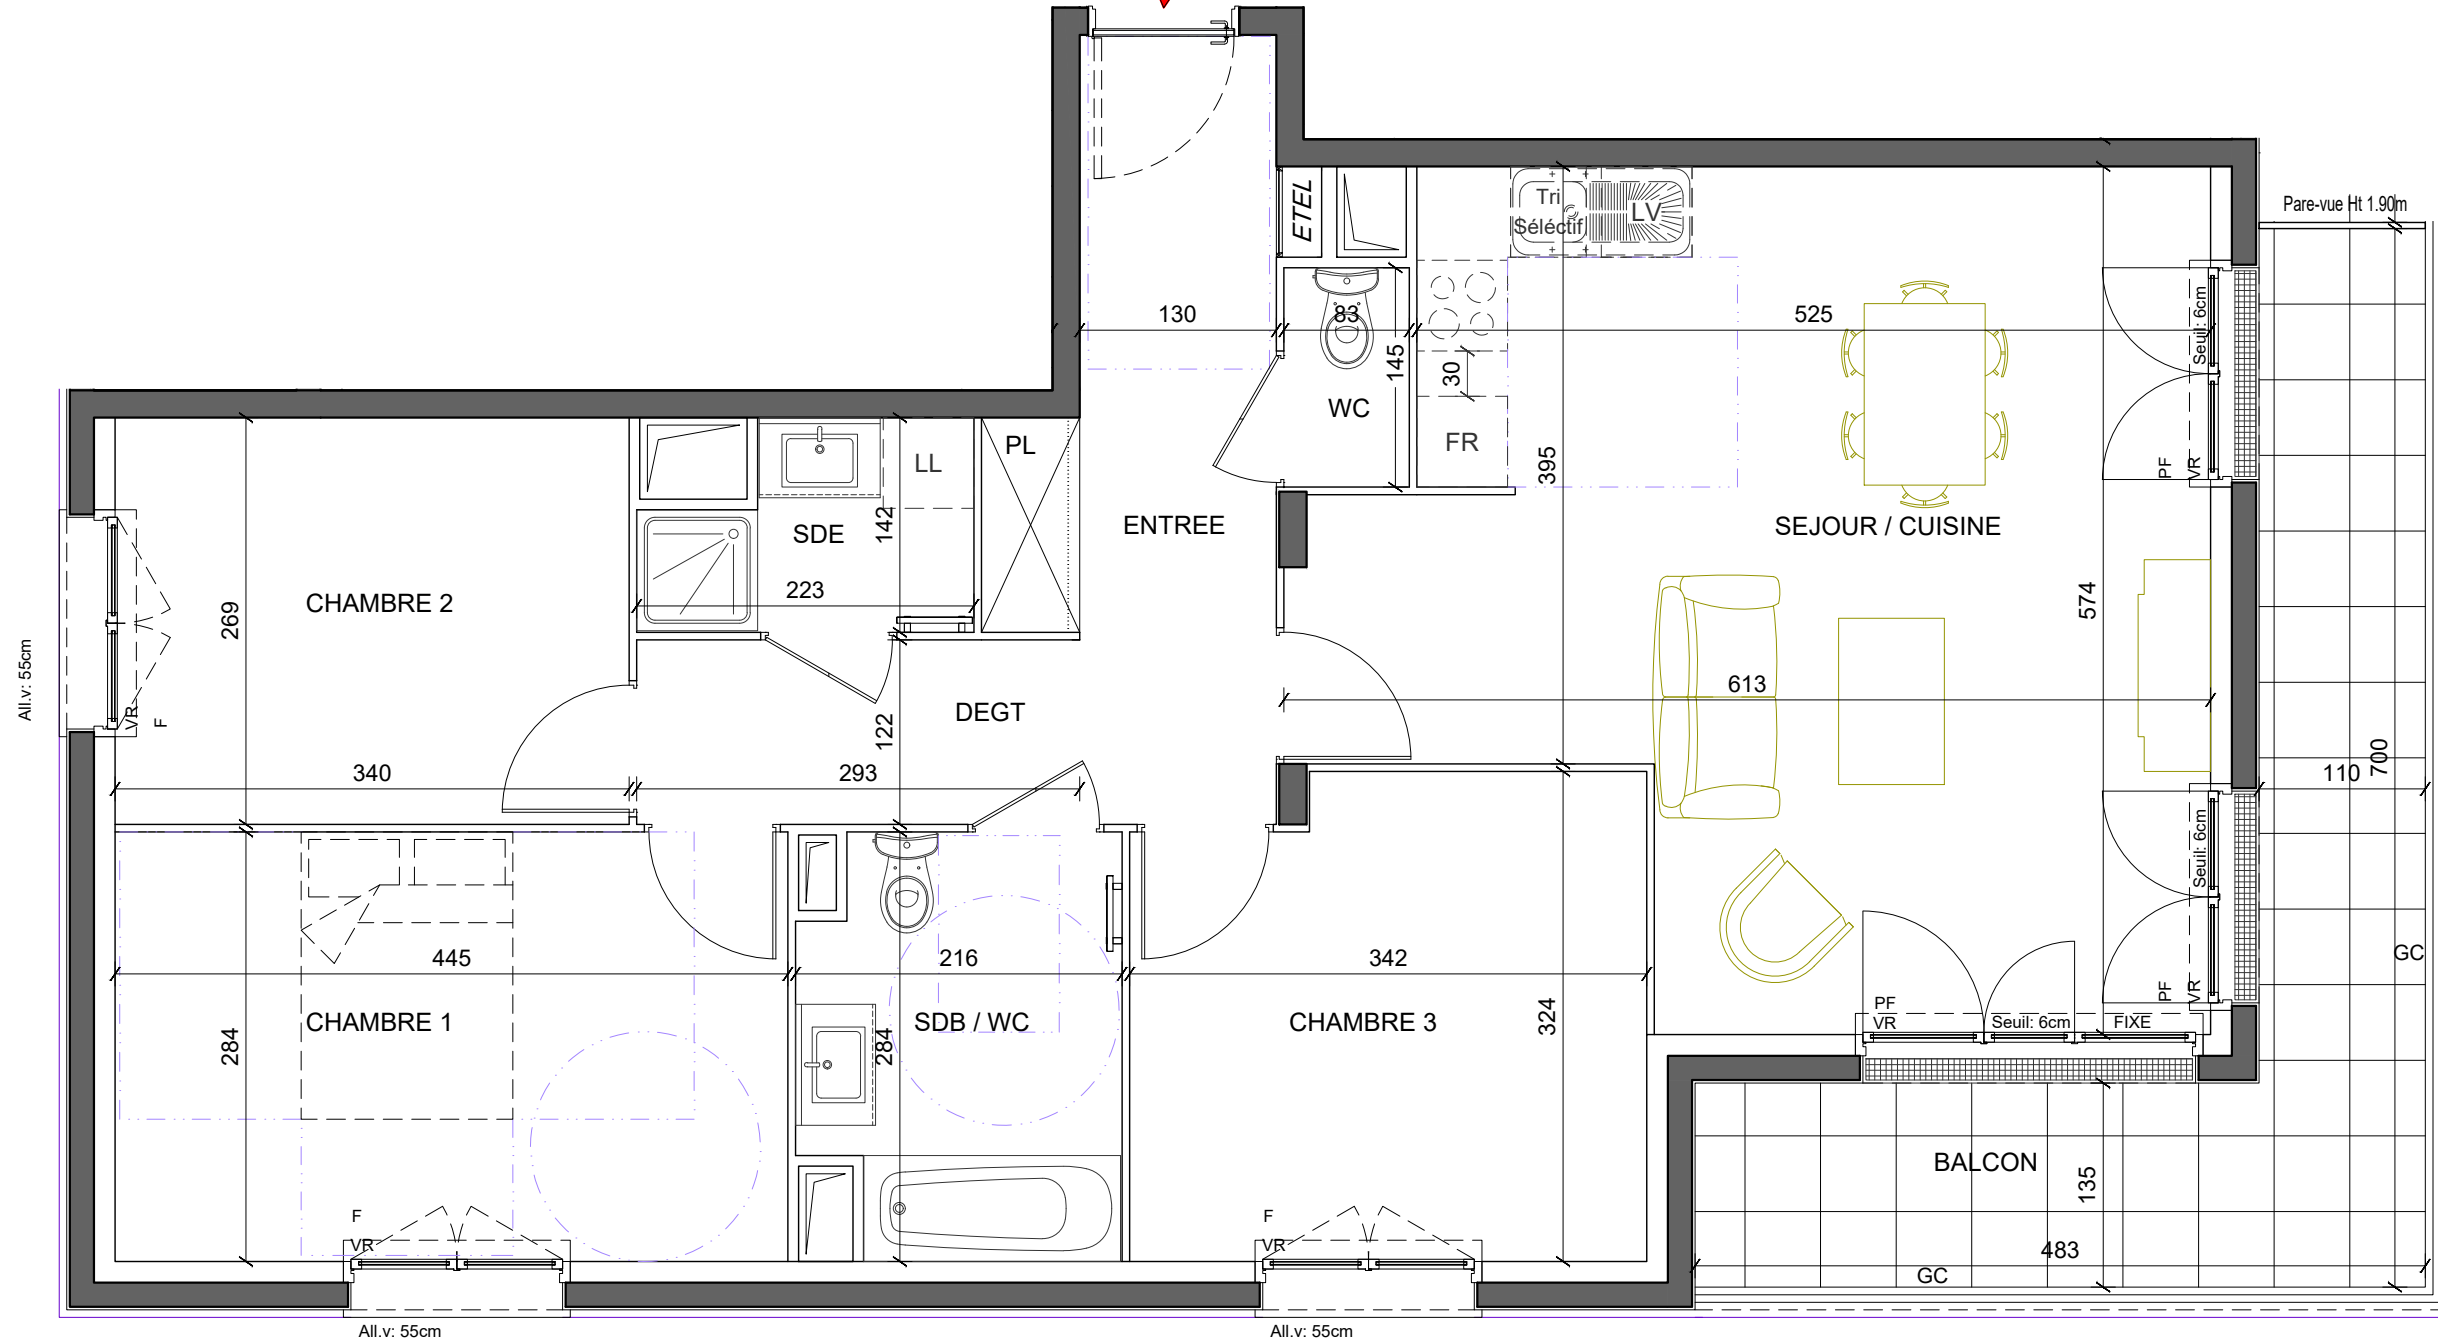 Pare-vue Ht 1.90m
ETEL
Tri
Séléctif
LV
130
83
525
Seuil: 6cm
145
30
WC
FR
395
PF
VR
PL
LL
SDE
142
ENTREE
SEJOUR / CUISINE
223
CHAMBRE 2
269
574
All.v: 55cm
VR
F
DEGT
122
613
340
293
700
110
Seuil: 6cm
GC
445
216
342
PF
VR
PF
VR
Seuil: 6cm
FIXE
CHAMBRE 1
284
SDB / WC
284
CHAMBRE 3
324
BALCON
135
F
VR
F
VR
483
GC
All.v: 55cm
All.v: 55cm